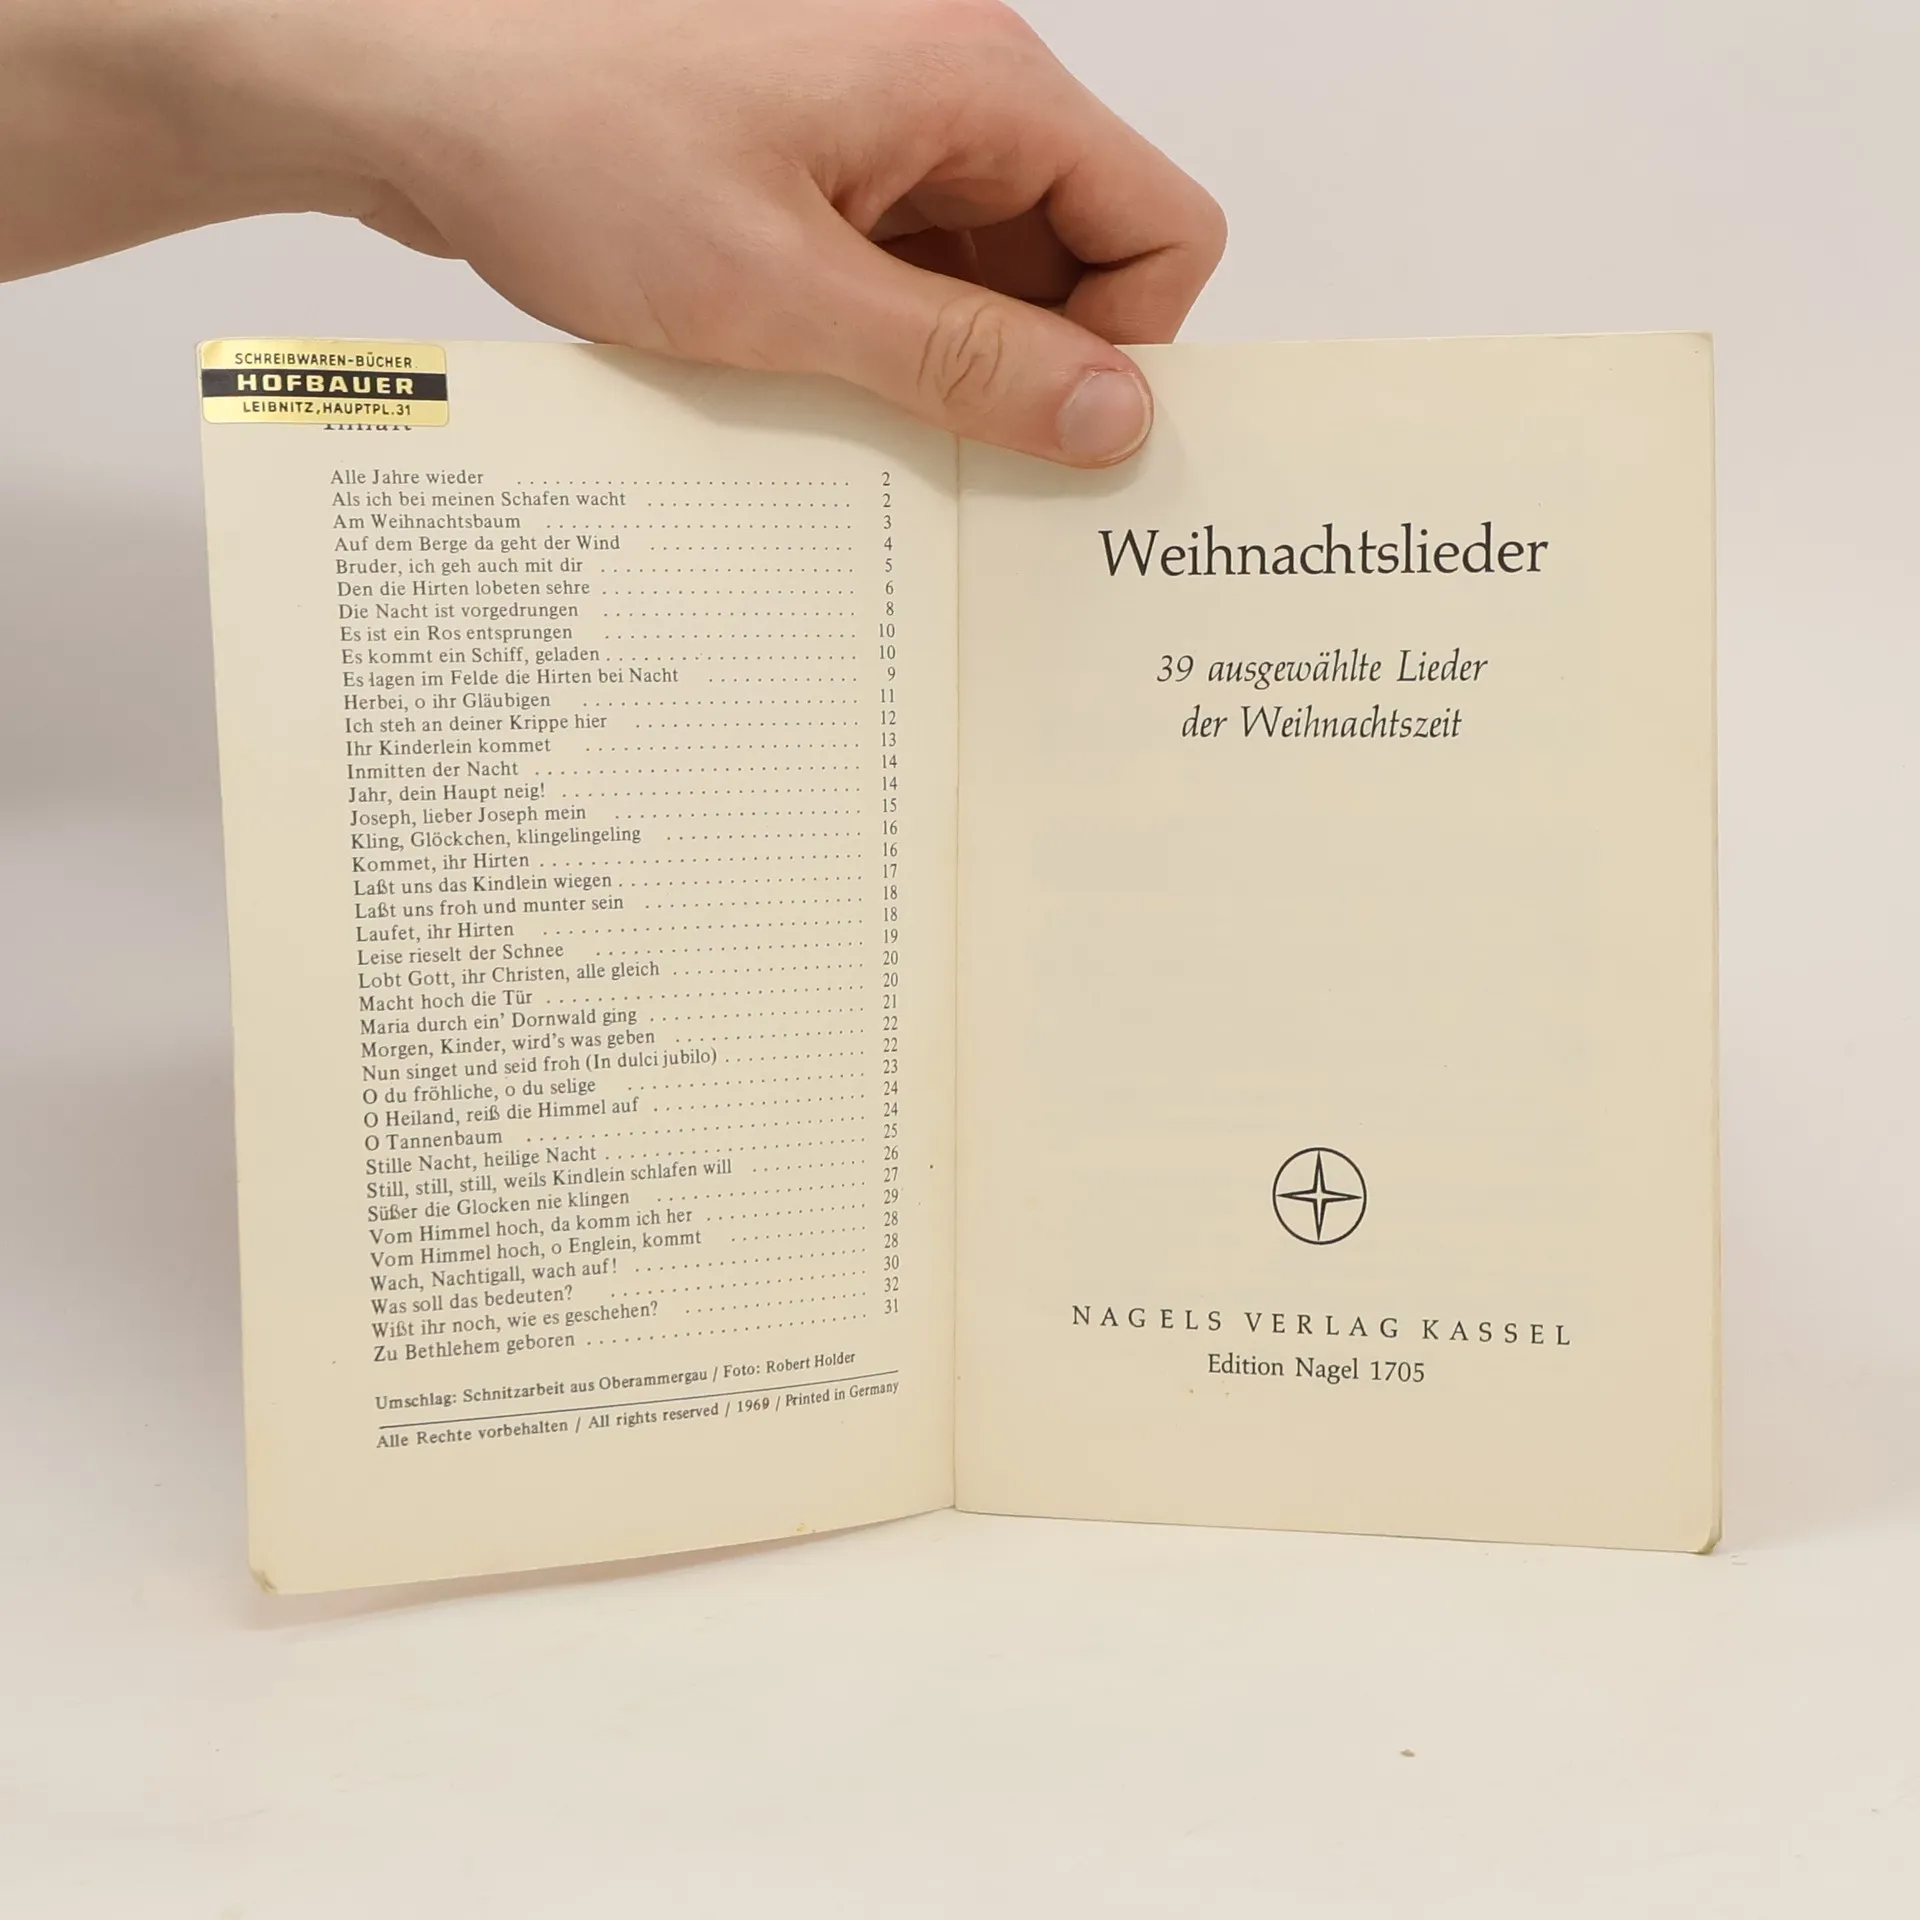 SCHREIBWAREN-BÜCHER
HOFBAUER
LEIBNITZ, HAUPTPL.31
Alle Jahre wieder . . . . . 2
Als ich bei meinen Schafen wacht . . . . . 2
Am Weihnachtsbaum . . . . . 3
Auf dem Berge da geht der Wind . . . . . 4
Bruder, ich geh auch mit dir . . . . . 5
Den die Hirten lobeten sehre . . . . . 6
Die Nacht ist vorgedrungen . . . . . 8
Es ist ein Ros entsprungen . . . . . 10
Es kommt ein Schiff, geladen . . . . . 10
Es lagen im Felde die Hirten bei Nacht . . . . . 9
Herbei, o ihr Gläubigen . . . . . 11
Ich steh an deiner Krippe hier . . . . . 12
Ihr Kinderlein kommet . . . . . 13
Inmitten der Nacht . . . . . 14
Jahr, dein Haupt neig! . . . . . 14
Joseph, lieber Joseph mein . . . . . 15
Kling, Glöckchen, klingelingeling . . . . . 16
Kommet, ihr Hirten . . . . . 16
Laßt uns das Kindlein wiegen . . . . . 17
Laßt uns froh und munter sein . . . . . 18
Laufet, ihr Hirten . . . . . 18
Leise rieselt der Schnee . . . . . 19
Lobt Gott, ihr Christen, alle gleich . . . . . 20
Macht hoch die Tür . . . . . 20
Maria durch ein' Dornwald ging . . . . . 21
Morgen, Kinder, wird's was geben . . . . . 22
Nun singet und seid froh (In dulci jubilo) . . . . . 22
O du fröhliche, o du selige . . . . . 23
O Heiland, reiß die Himmel auf . . . . . 24
O Tannenbaum . . . . . 24
Stille Nacht, heilige Nacht . . . . . 25
Still, still, still, weils Kindlein schlafen will . . . . . 26
Süßer die Glocken nie klingen . . . . . 27
Vom Himmel hoch, da komm ich her . . . . . 29
Vom Himmel hoch, o Englein, kommt . . . . . 28
Wach, Nachtigall, wach auf! . . . . . 28
Was soll das bedeuten? . . . . . 30
Wißt ihr noch, wie es geschehen? . . . . . 32
Zu Bethlehem geboren . . . . . 31
Umschlag: Schnitzarbeit aus Oberammergau / Foto: Robert Holder
Alle Rechte vorbehalten / All rights reserved / 1969 / Printed in Germany
Weihnachtslieder
39 ausgewählte Lieder
der Weihnachtszeit
NAGELS VERLAG KASSEL
Edition Nagel 1705